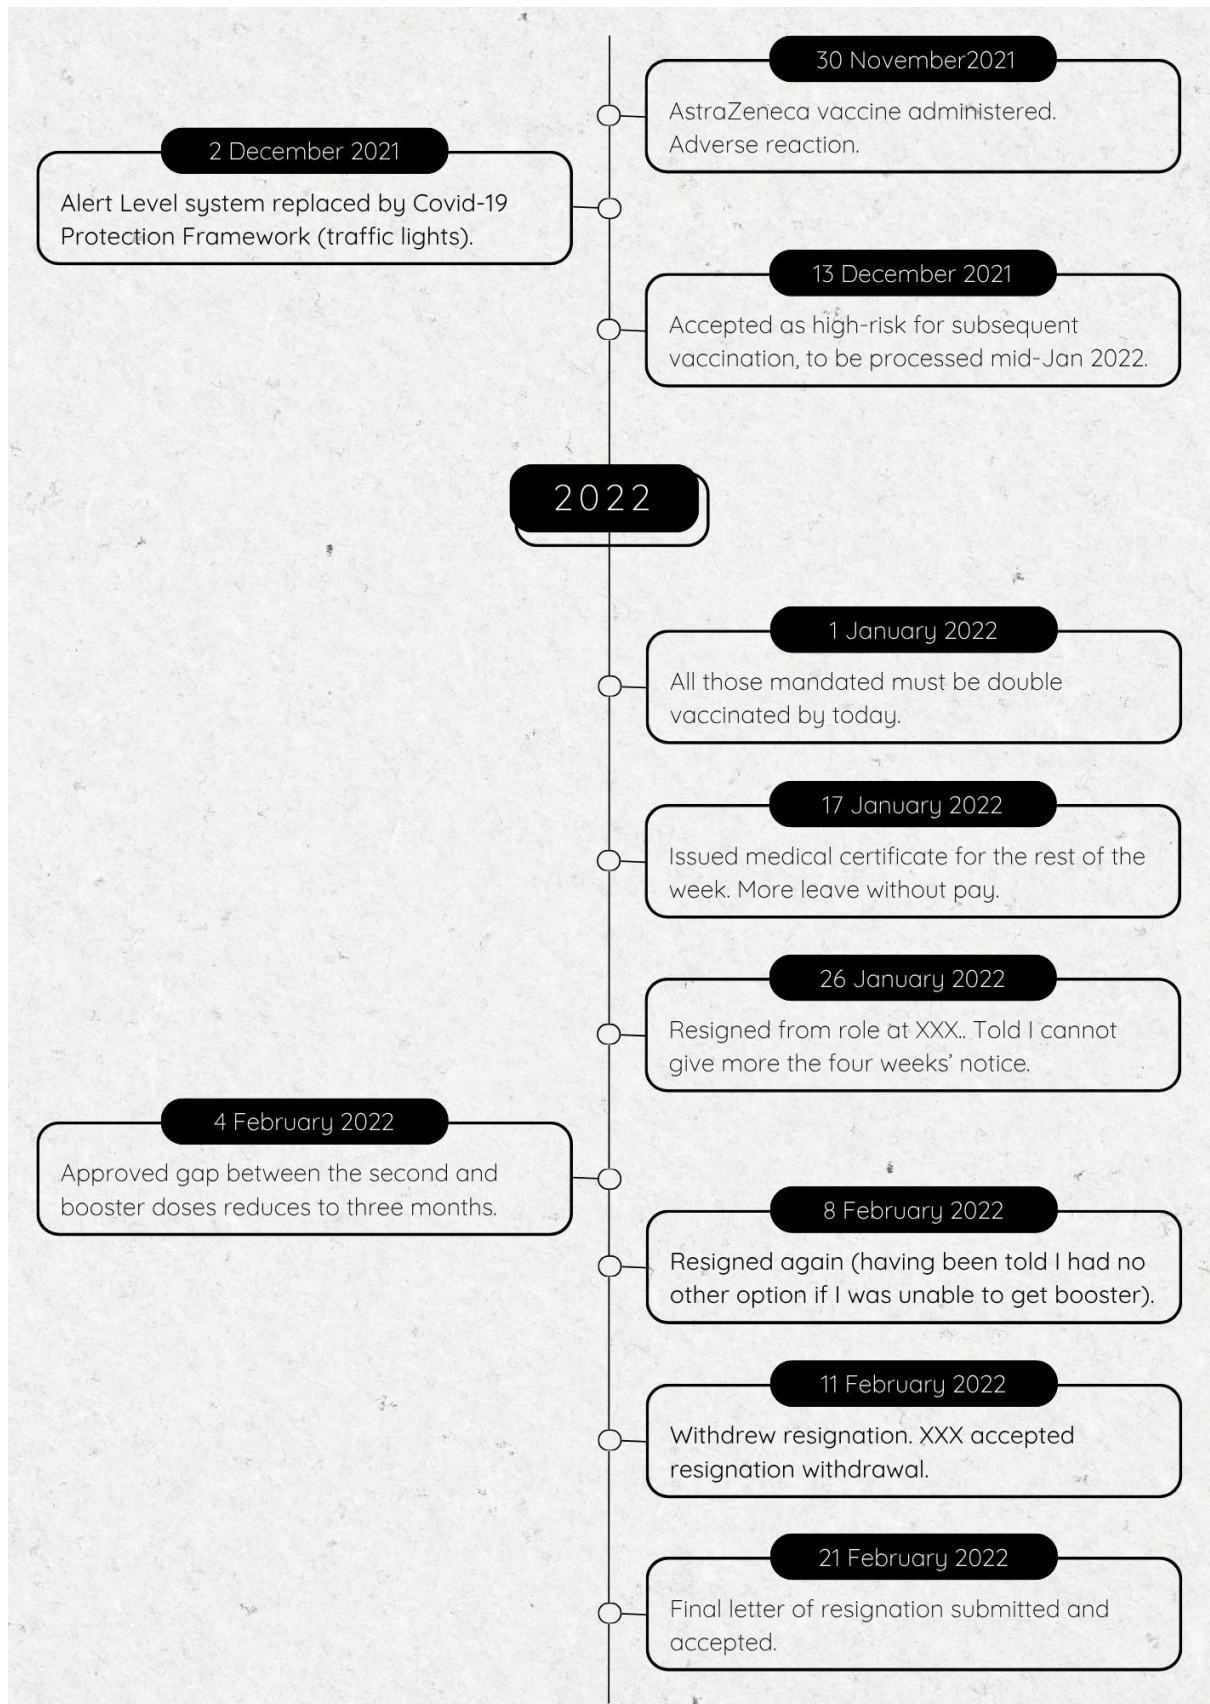 30 November2021
AstraZeneca vaccine administered.
Adverse reaction.
2 December 2021
Alert Level system replaced by Covid-19
Protection Framework (traffic lights).
13 December 2021
Accepted as high-risk for subsequent
vaccination, to be processed mid-Jan 2022.
2022
1 January 2022
All those mandated must be double
vaccinated by today.
17 January 2022
Issued medical certificate for the rest of the
week. More leave without pay.
26 January 2022
Resigned from role at XXX.. Told I cannot
give more the four weeks’ notice.
4 February 2022
Approved gap between the second and
booster doses reduces to three months.
8 February 2022
Resigned again (having been told I had no
other option if I was unable to get booster).
11 February 2022
Withdrew resignation. XXX accepted
resignation withdrawal.
21 February 2022
Final letter of resignation submitted and
accepted.